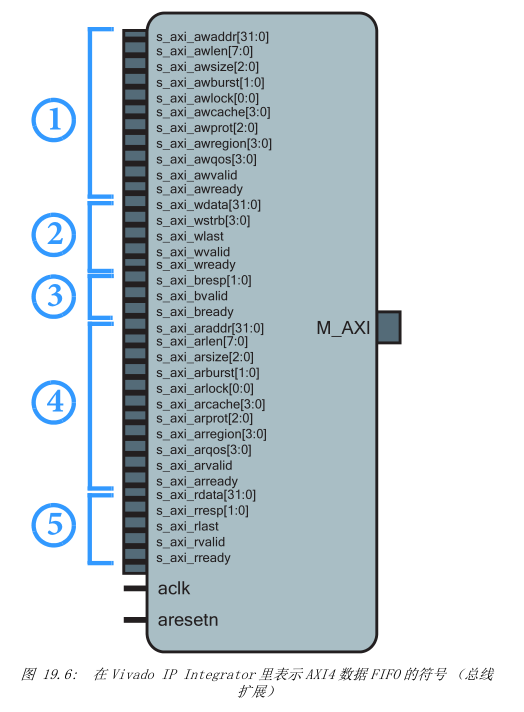 s_axi_awaddr[31:0]
s_axi_awlen[7:0]
s_axi_awsize[2:0]
s_axi_awburst[1:0]
s_axi_awlock[0:0]
s_axi_awcache[3:0]
s_axi_awprot[2:0]
s_axi_awregion[3:0]
s_axi_awqos[3:0]
s_axi_awvalid
s_axi_awready
1
s_axi_wdata[31:0]
s_axi_wstrb[3:0]
s_axi_wlast
s_axi_wvalid
s_axi_wready
2
s_axi_bresp[1:0]
s_axi_bvalid
s_axi_bready
3
s_axi_araddr[31:0]
s_axi_arlen[7:0]
s_axi_arsize[2:0]
s_axi_arburst[1:0]
s_axi_arlock[0:0]
s_axi_arcache[3:0]
s_axi_arprot[2:0]
s_axi_arregion[3:0]
s_axi_arqos[3:0]
s_axi_arvalid
s_axi_arready
4
s_axi_rdata[31:0]
s_axi_rresp[1:0]
s_axi_rlast
s_axi_rvalid
s_axi_rready
5
aclk
aresetn
M_AXI
图 19.6: 在 Vivado IP Integrator 里表示 AXI4 数据 FIFO 的符号（总线
扩展）